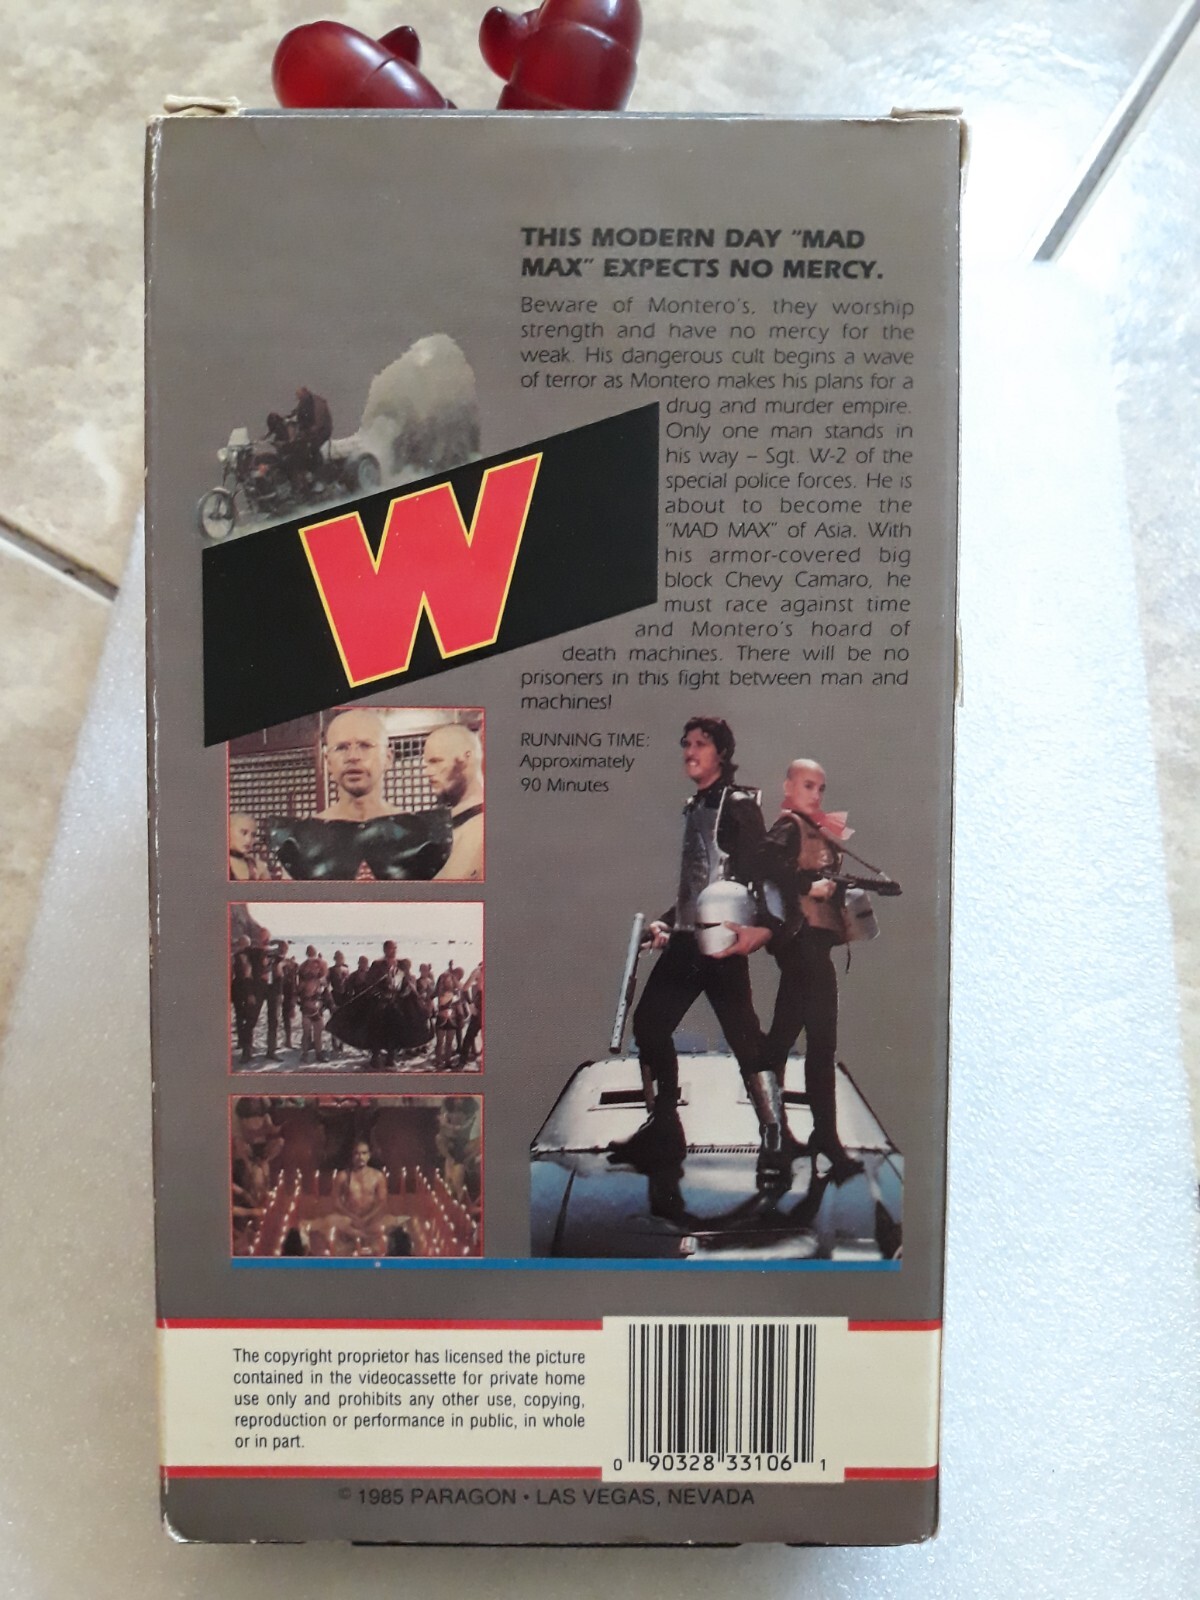 THIS MODERN DAY "MAD
MAX" EXPECTS NO MERCY.
Beware of Montero's, they worship
strength and have no mercy for the
weak. His dangerous cult begins a wave
of terror as Montero makes his plans for a
drug and murder empire.
Only one man stands in
his way – Sgt. W-2 of the
special police forces. He is
about to become the
"MAD MAX" of Asia. With
his armor-covered big
block Chevy Camaro, he
must race against time
and Montero's hoard of
death machines. There will be no
prisoners in this fight between man and
machines!
W
RUNNING TIME:
Approximately
90 Minutes
The copyright proprietor has licensed the picture
contained in the videocassette for private home
use only and prohibits any other use, copying,
reproduction or performance in public, in whole
or in part.
0 90328 33106 1
© 1985 PARAGON • LAS VEGAS, NEVADA